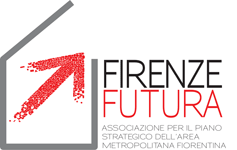 FIRENZE
FUTURA
ASSOCIAZIONE PER IL PIANO
STRATEGICO DELL'AREA
METROPOLITANA FIORENTINA